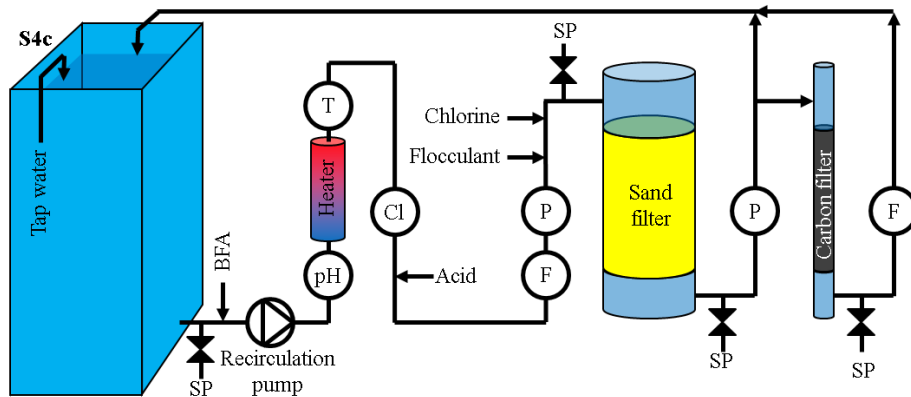 S4c
Tap water
BFA
SP
Recirculation
pump
pH
Heater
T
Cl
Acid
F
P
Flocculant
Chlorine
SP
Sand
filter
SP
P
Carbon filter
SP
F